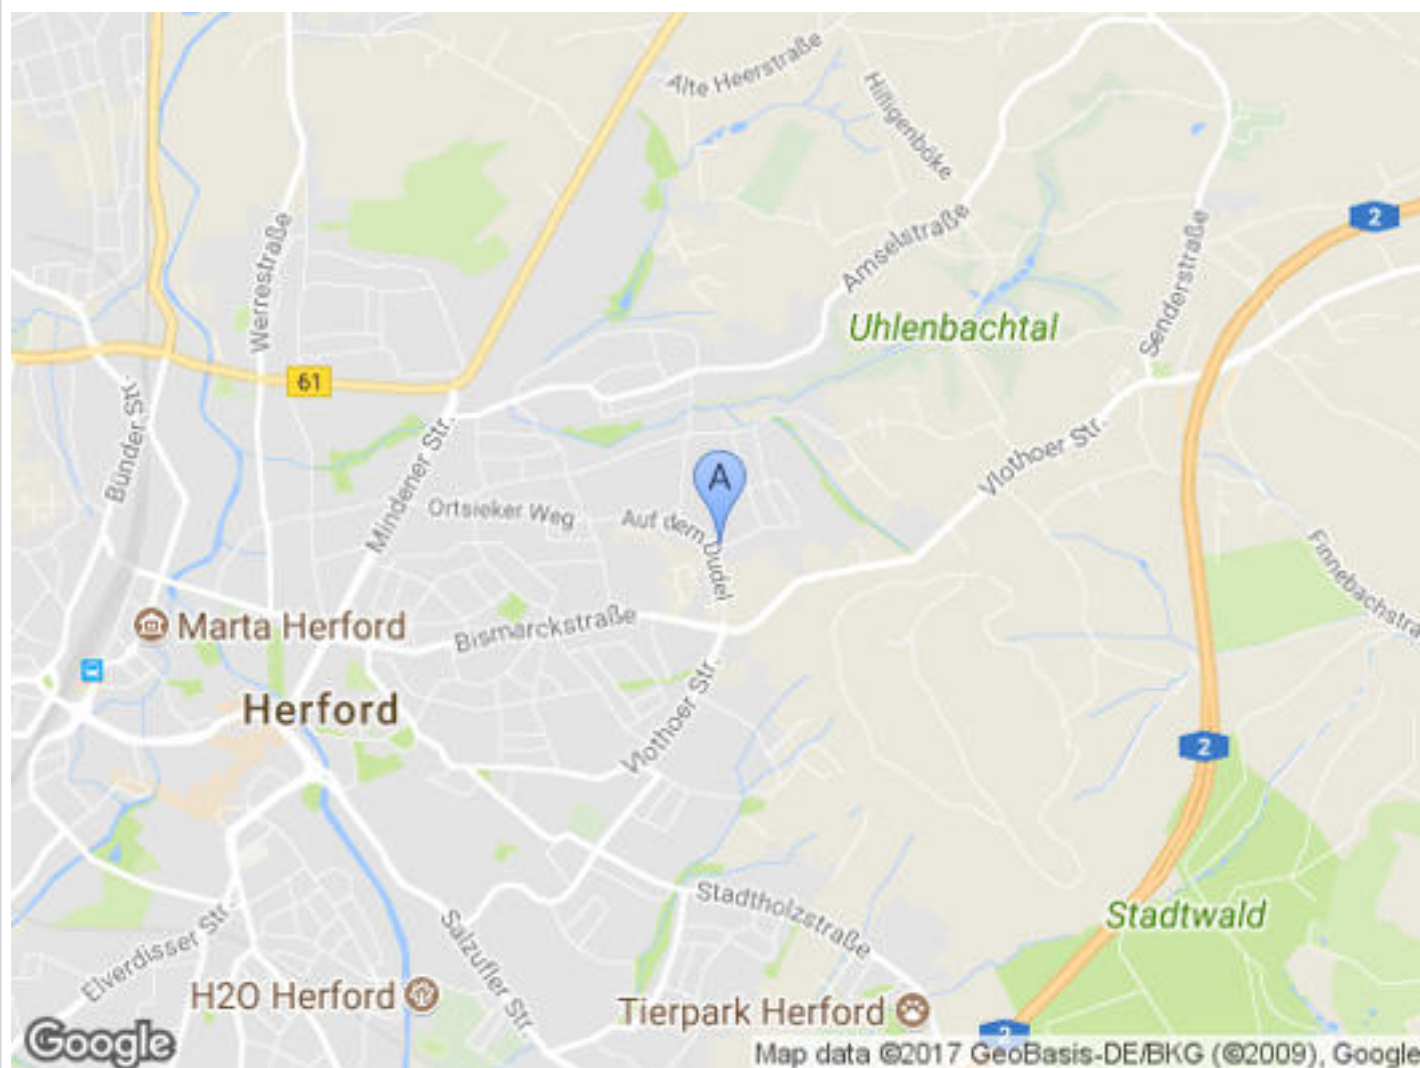 Alte Heerstraße
Hilligenböke
Werrestraße
Amselstraße
Senderstraße
2
Uhlenbachtal
61
Bünder Str.
Mindener Str.
Vlothoer Str.
A
Ortsieker Weg
Auf dem Dudel
Finnebachstra
Marta Herford
Bismarckstraße
Herford
Vlothoer Str.
2
Stadtholzstraße
Stadtwald
Elverdisser Str.
Salzufler Str.
H2O Herford
Tierpark Herford
2
Google
Map data ©2017 GeoBasis-DE/BKG (©2009), Google